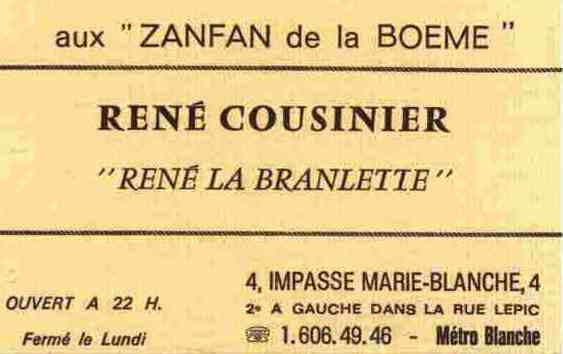 aux "ZANFAN de la BOEME"
RENÉ COUSINIER
"RENÉ LA BRANLETTE"
4, IMPASSE MARIE-BLANCHE, 4
OUVERT A 22 H.
2e A GAUCHE DANS LA RUE LEPIC
Fermé le Lundi
☎ 1.606.49.46 - Métro Blanche